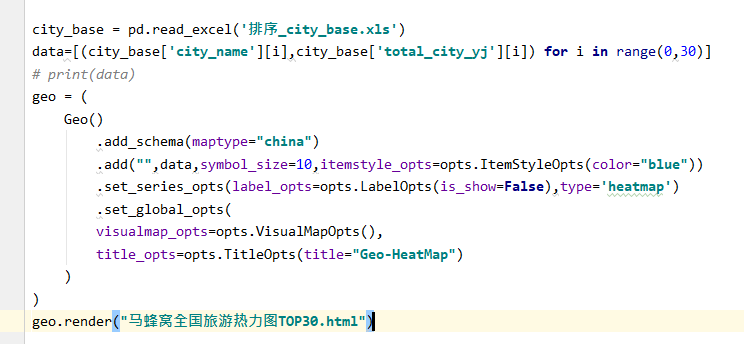 city_base = pd.read_excel('排序_city_base.xls')
data=[(city_base['city_name'][i],city_base['total_city_yj'][i]) for i in range(0,30)]
# print(data)
geo = (
    Geo()
        .add_schema(maptype="china")
        .add("",data,symbol_size=10,itemstyle_opts=opts.ItemStyleOpts(color="blue"))
        .set_series_opts(label_opts=opts.LabelOpts(is_show=False),type='heatmap')
        .set_global_opts(
        visualmap_opts=opts.VisualMapOpts(),
        title_opts=opts.TitleOpts(title="Geo-HeatMap")
    )
)
geo.render("马蜂窝全国旅游热力图TOP30.html")